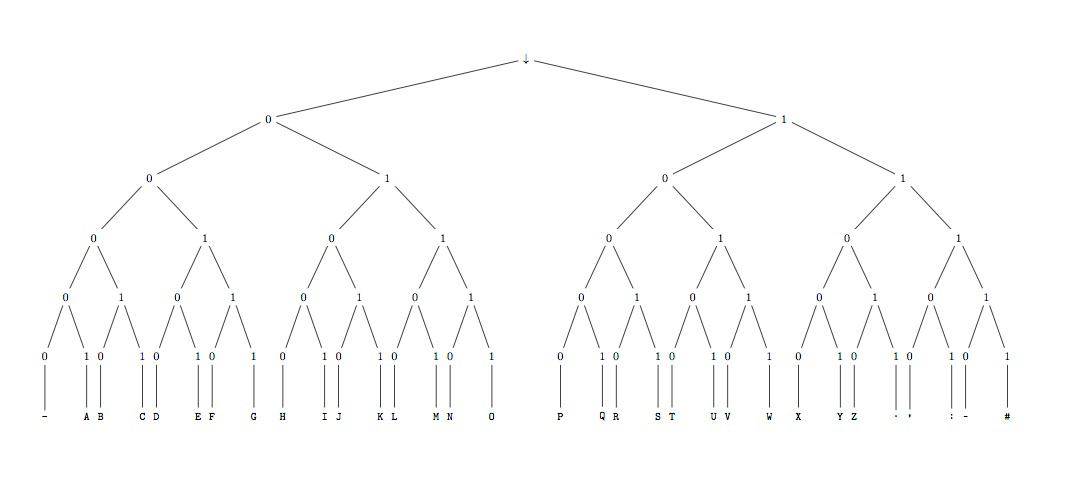 ↓
0 1
0 1 0 1
0 1 0 1 0 1 0 1
0 1 0 1 0 1 0 1 0 1 0 1 0 1 0 1
0 1 0 1 0 1 0 1 0 1 0 1 0 1 0 1 0 1 0 1 0 1 0 1 0 1 0 1 0 1 0 1
- A B C D E F G H I J K L M N O P Q R S T U V W X Y Z . , : - #